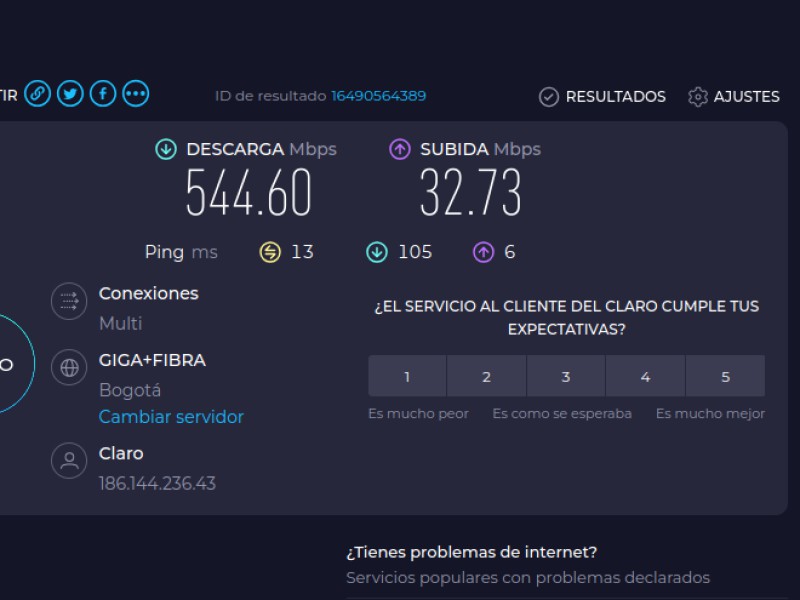 TIR
ID de resultado 16490564389
RESULTADOS
AJUSTES
DESCARGA Mbps
544.60
SUBIDA Mbps
32.73
Ping ms
13
105
6
Conexiones
Multi
GIGA+FIBRA
Bogotá
Cambiar servidor
Claro
186.144.236.43
O
¿EL SERVICIO AL CLIENTE DEL CLARO CUMPLE TUS
EXPECTATIVAS?
1 2 3 4 5
Es mucho peor Es como se esperaba Es mucho mejor
¿Tienes problemas de internet?
Servicios populares con problemas declarados